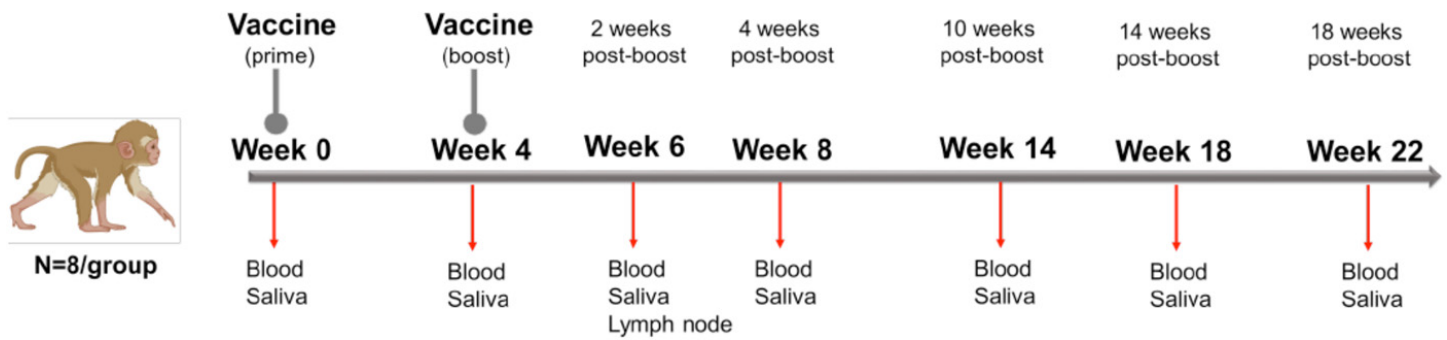 Vaccine
(prime)
Vaccine
(boost)
2 weeks
post-boost
4 weeks
post-boost
10 weeks
post-boost
14 weeks
post-boost
18 weeks
post-boost
Week 0
Week 4
Week 6
Week 8
Week 14
Week 18
Week 22
N=8/group
Blood
Saliva
Blood
Saliva
Blood
Saliva
Lymph node
Blood
Saliva
Blood
Saliva
Blood
Saliva
Blood
Saliva